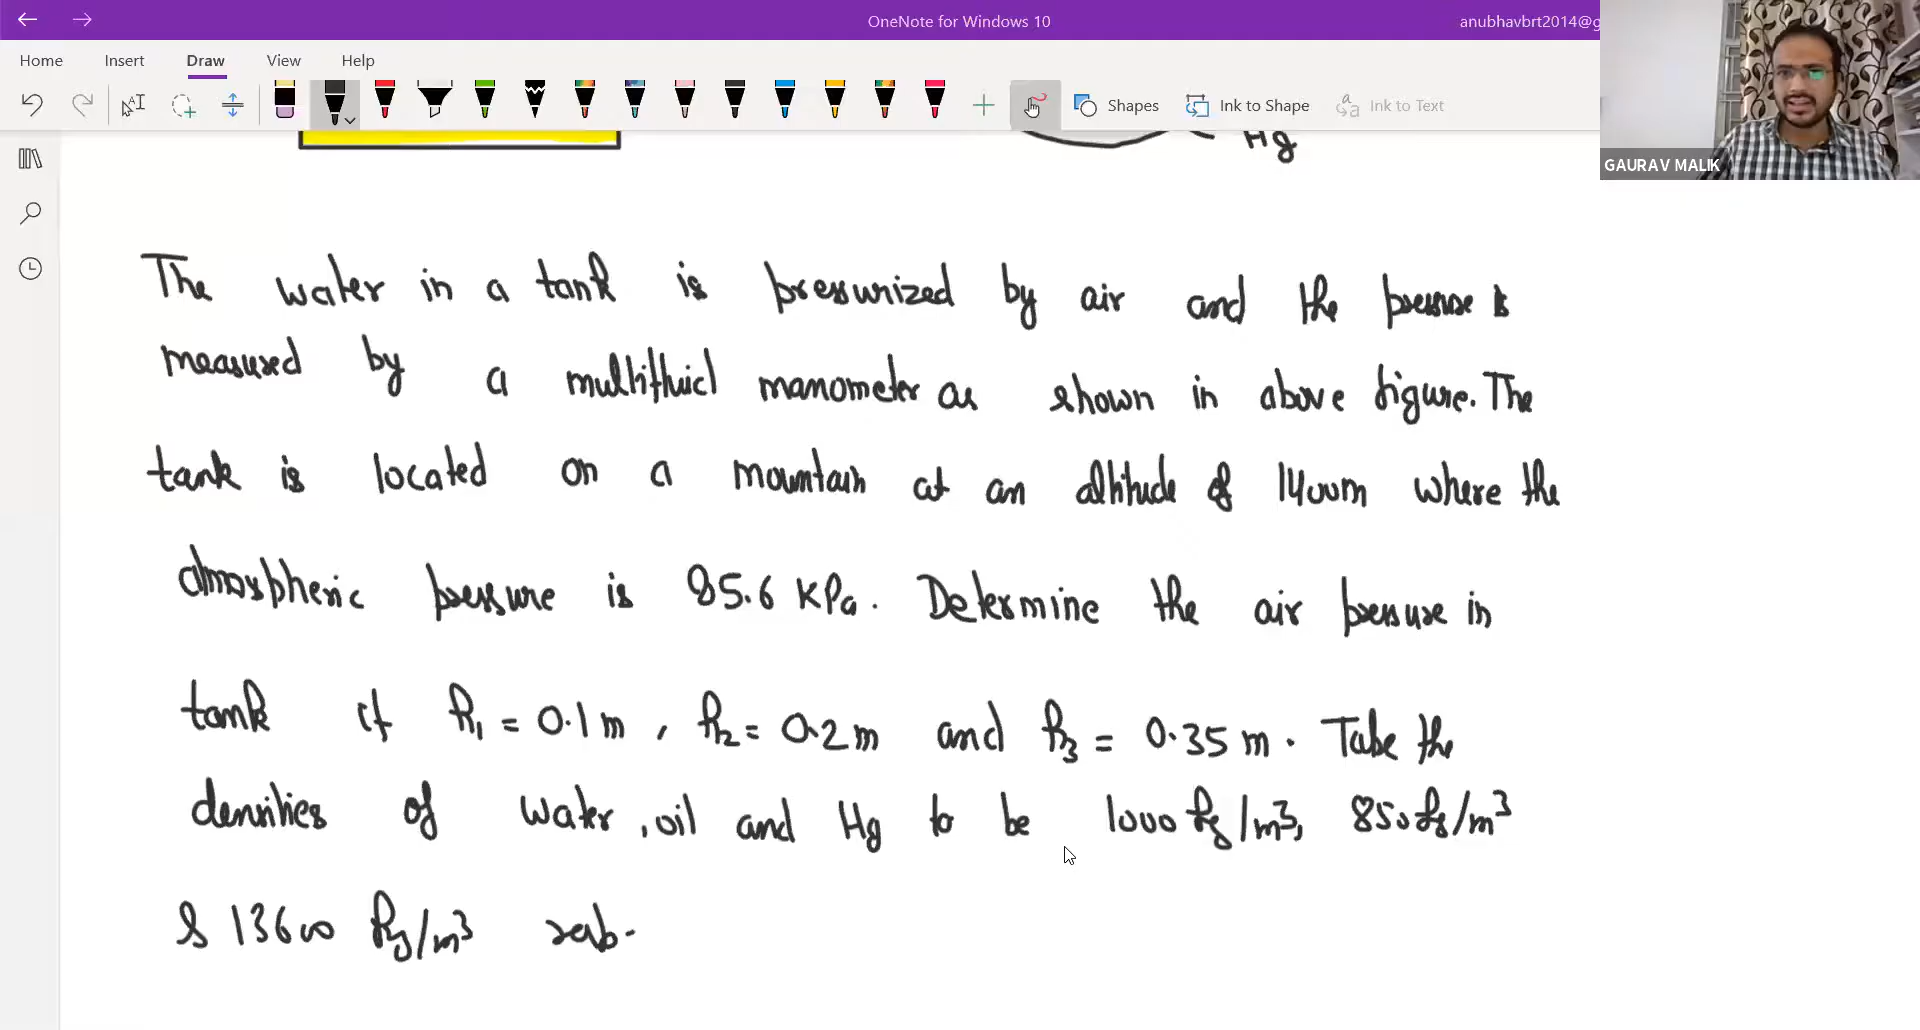 OneNote for Windows 10
anubhavbrt2014@g
Home Insert Draw View Help
Shapes Ink to Shape Ink to Text
GAURAV MALIK
Hg
The water in a tank is pressurized by air and the pressure is
measured by a multifluid manometer as shown in above figure. The
tank is located on a mountain at an altitude of 1400m where the
atmospheric pressure is 85.6 KPa. Determine the air pressure in
tank if h₁ = 0.1 m, h₂ = 0.2 m and h₃ = 0.35 m. Take the
densities of water, oil and Hg to be 1000 kg/m³, 850 kg/m³
& 13600 kg/m³ resp.